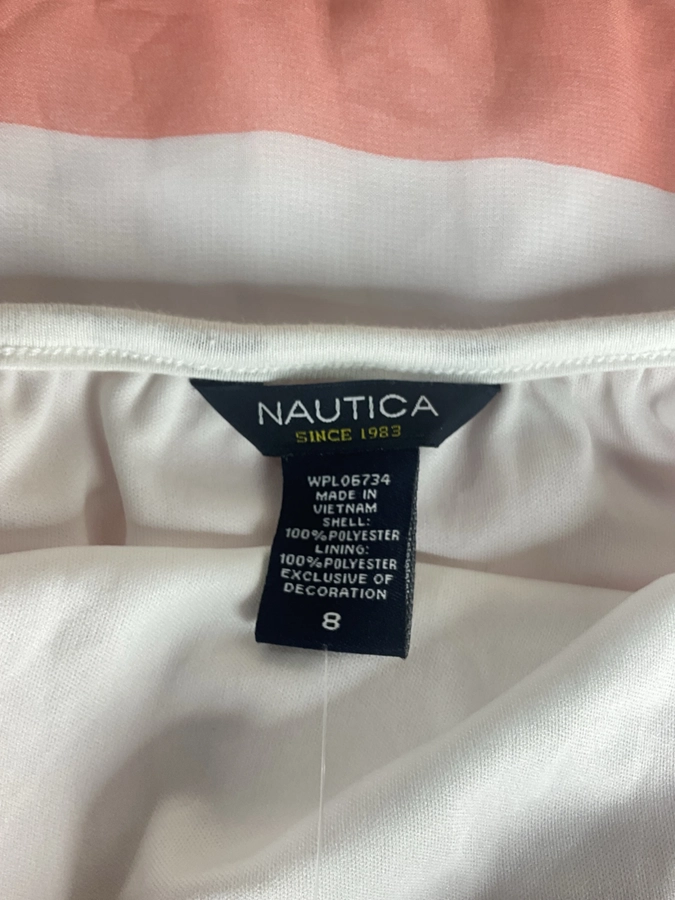 NAUTICA
SINCE 1983
WPL06734
MADE IN
VIETNAM
SHELL:
100%POLYESTER
LINING:
100%POLYESTER
EXCLUSIVE OF
DECORATION
8